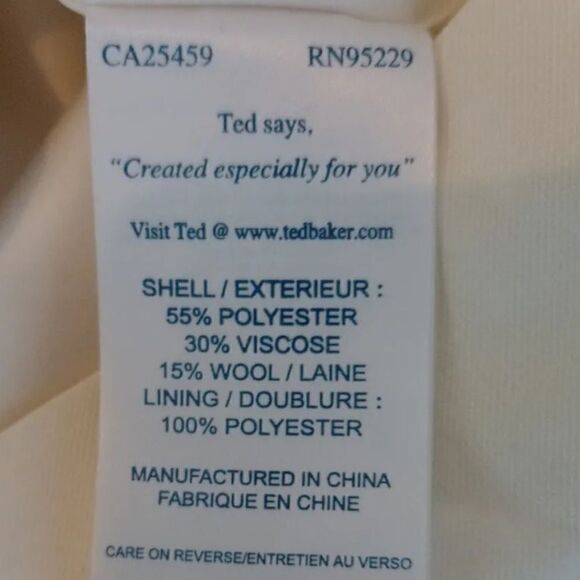 CA25459 RN95229
Ted says,
"Created especially for you"
Visit Ted @ www.tedbaker.com
SHELL / EXTERIEUR :
55% POLYESTER
30% VISCOSE
15% WOOL / LAINE
LINING / DOUBLURE :
100% POLYESTER
MANUFACTURED IN CHINA
FABRIQUE EN CHINE
CARE ON REVERSE/ENTRETIEN AU VERSO